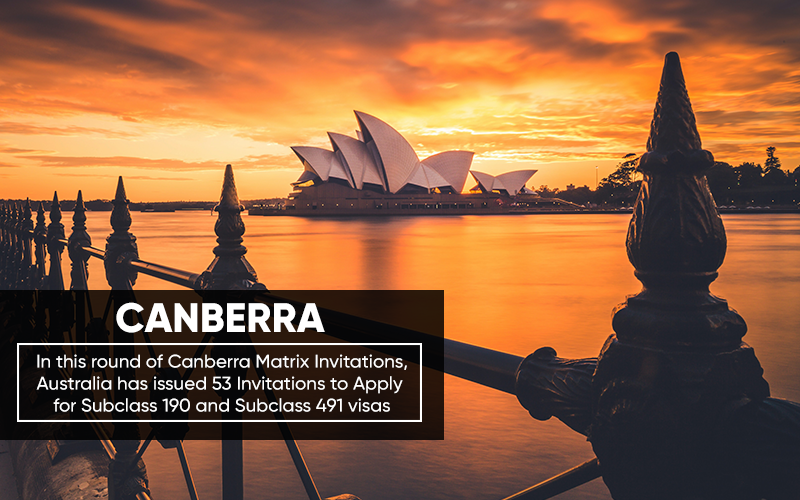 CANBERRA
In this round of Canberra Matrix Invitations,
Australia has issued 53 Invitations to Apply
for Subclass 190 and Subclass 491 visas